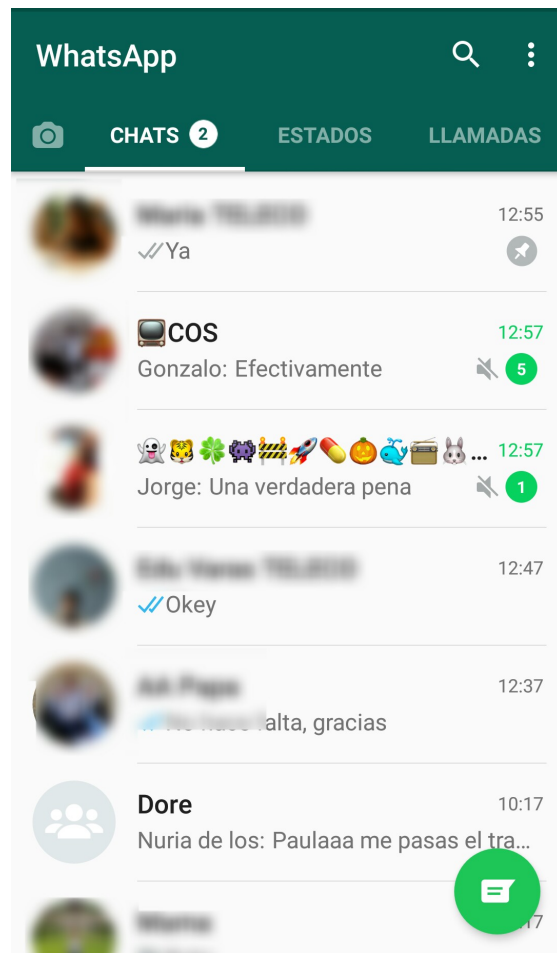 WhatsApp
CHATS 2 ESTADOS LLAMADAS
12:55
Ya
📺COS 12:57
Gonzalo: Efectivamente 5
👻🐯🍀👾🚧🚀💊🎃🐳📻🐰... 12:57
Jorge: Una verdadera pena 1
12:47
Okey
12:37
alta, gracias
Dore 10:17
Nuria de los: Paulaaa me pasas el tra...